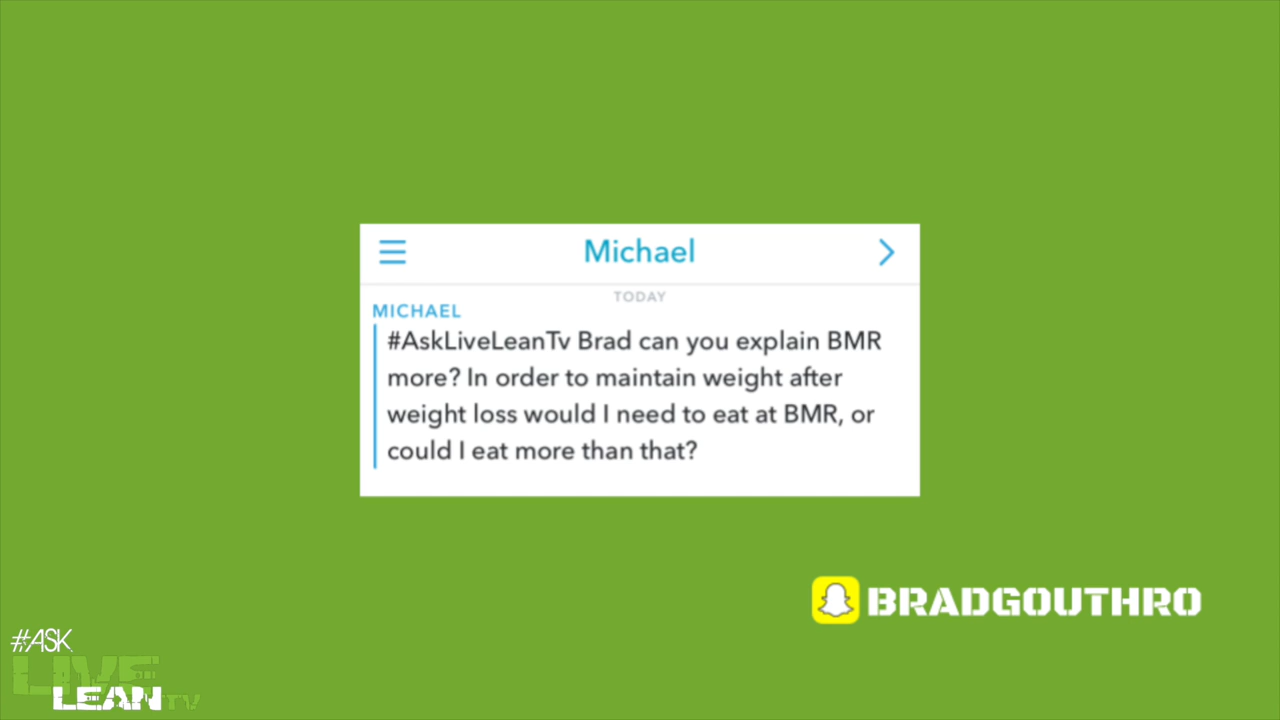 Michael
TODAY
MICHAEL
#AskLiveLeanTv Brad can you explain BMR
more? In order to maintain weight after
weight loss would I need to eat at BMR, or
could I eat more than that?
BRADGOUTHRO
#ASK
LIVE
LEAN TV